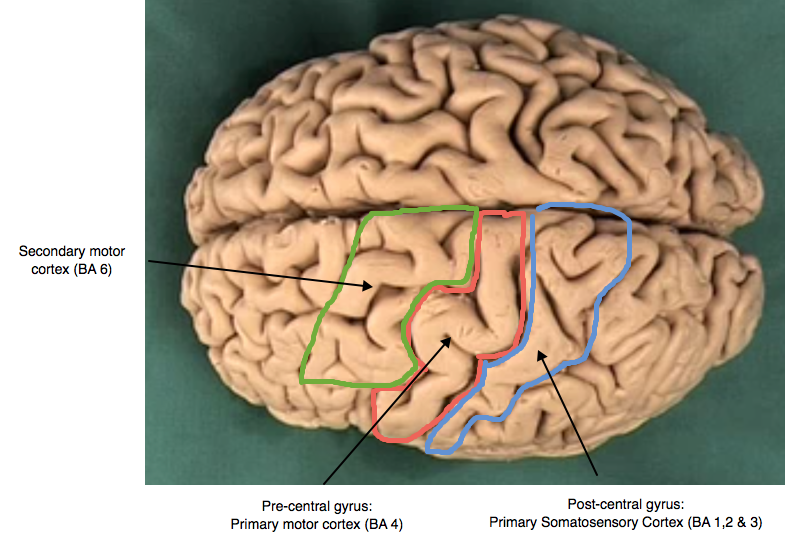 Secondary motor
cortex (BA 6)
Pre-central gyrus:
Primary motor cortex (BA 4)
Post-central gyrus:
Primary Somatosensory Cortex (BA 1,2 & 3)